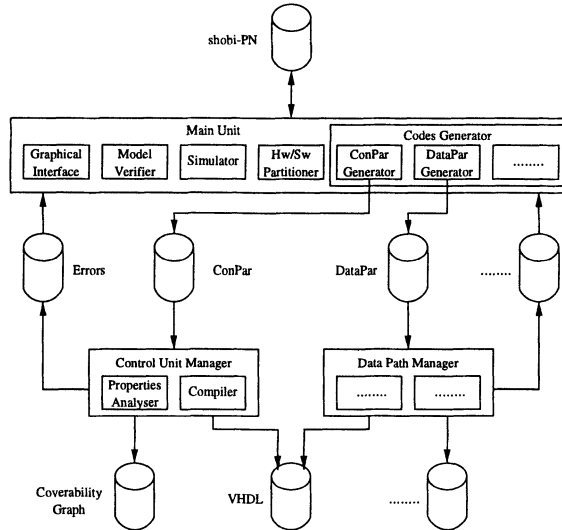 shobi-PN
Main Unit
Codes Generator
Graphical
Interface
Model
Verifier
Simulator
Hw/Sw
Partitioner
ConPar
Generator
DataPar
Generator
........
Errors
ConPar
DataPar
........
Control Unit Manager
Data Path Manager
Properties
Analyser
Compiler
........
........
Coverability
Graph
VHDL
........